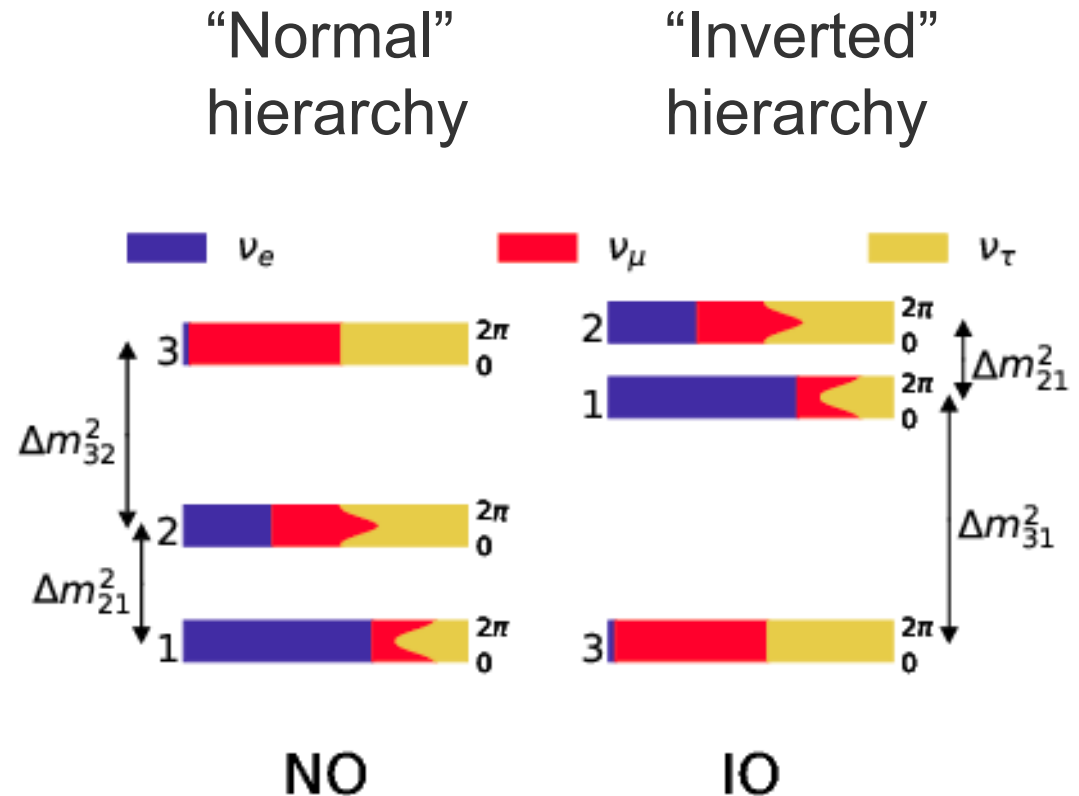 “Normal” hierarchy
“Inverted” hierarchy
νe
νμ
ντ
3
2π
0
Δm²₃₂
2
2π
0
Δm²₂₁
1
2π
0
NO
2
2π
0
Δm²₂₁
1
2π
0
Δm²₃₁
3
2π
0
IO